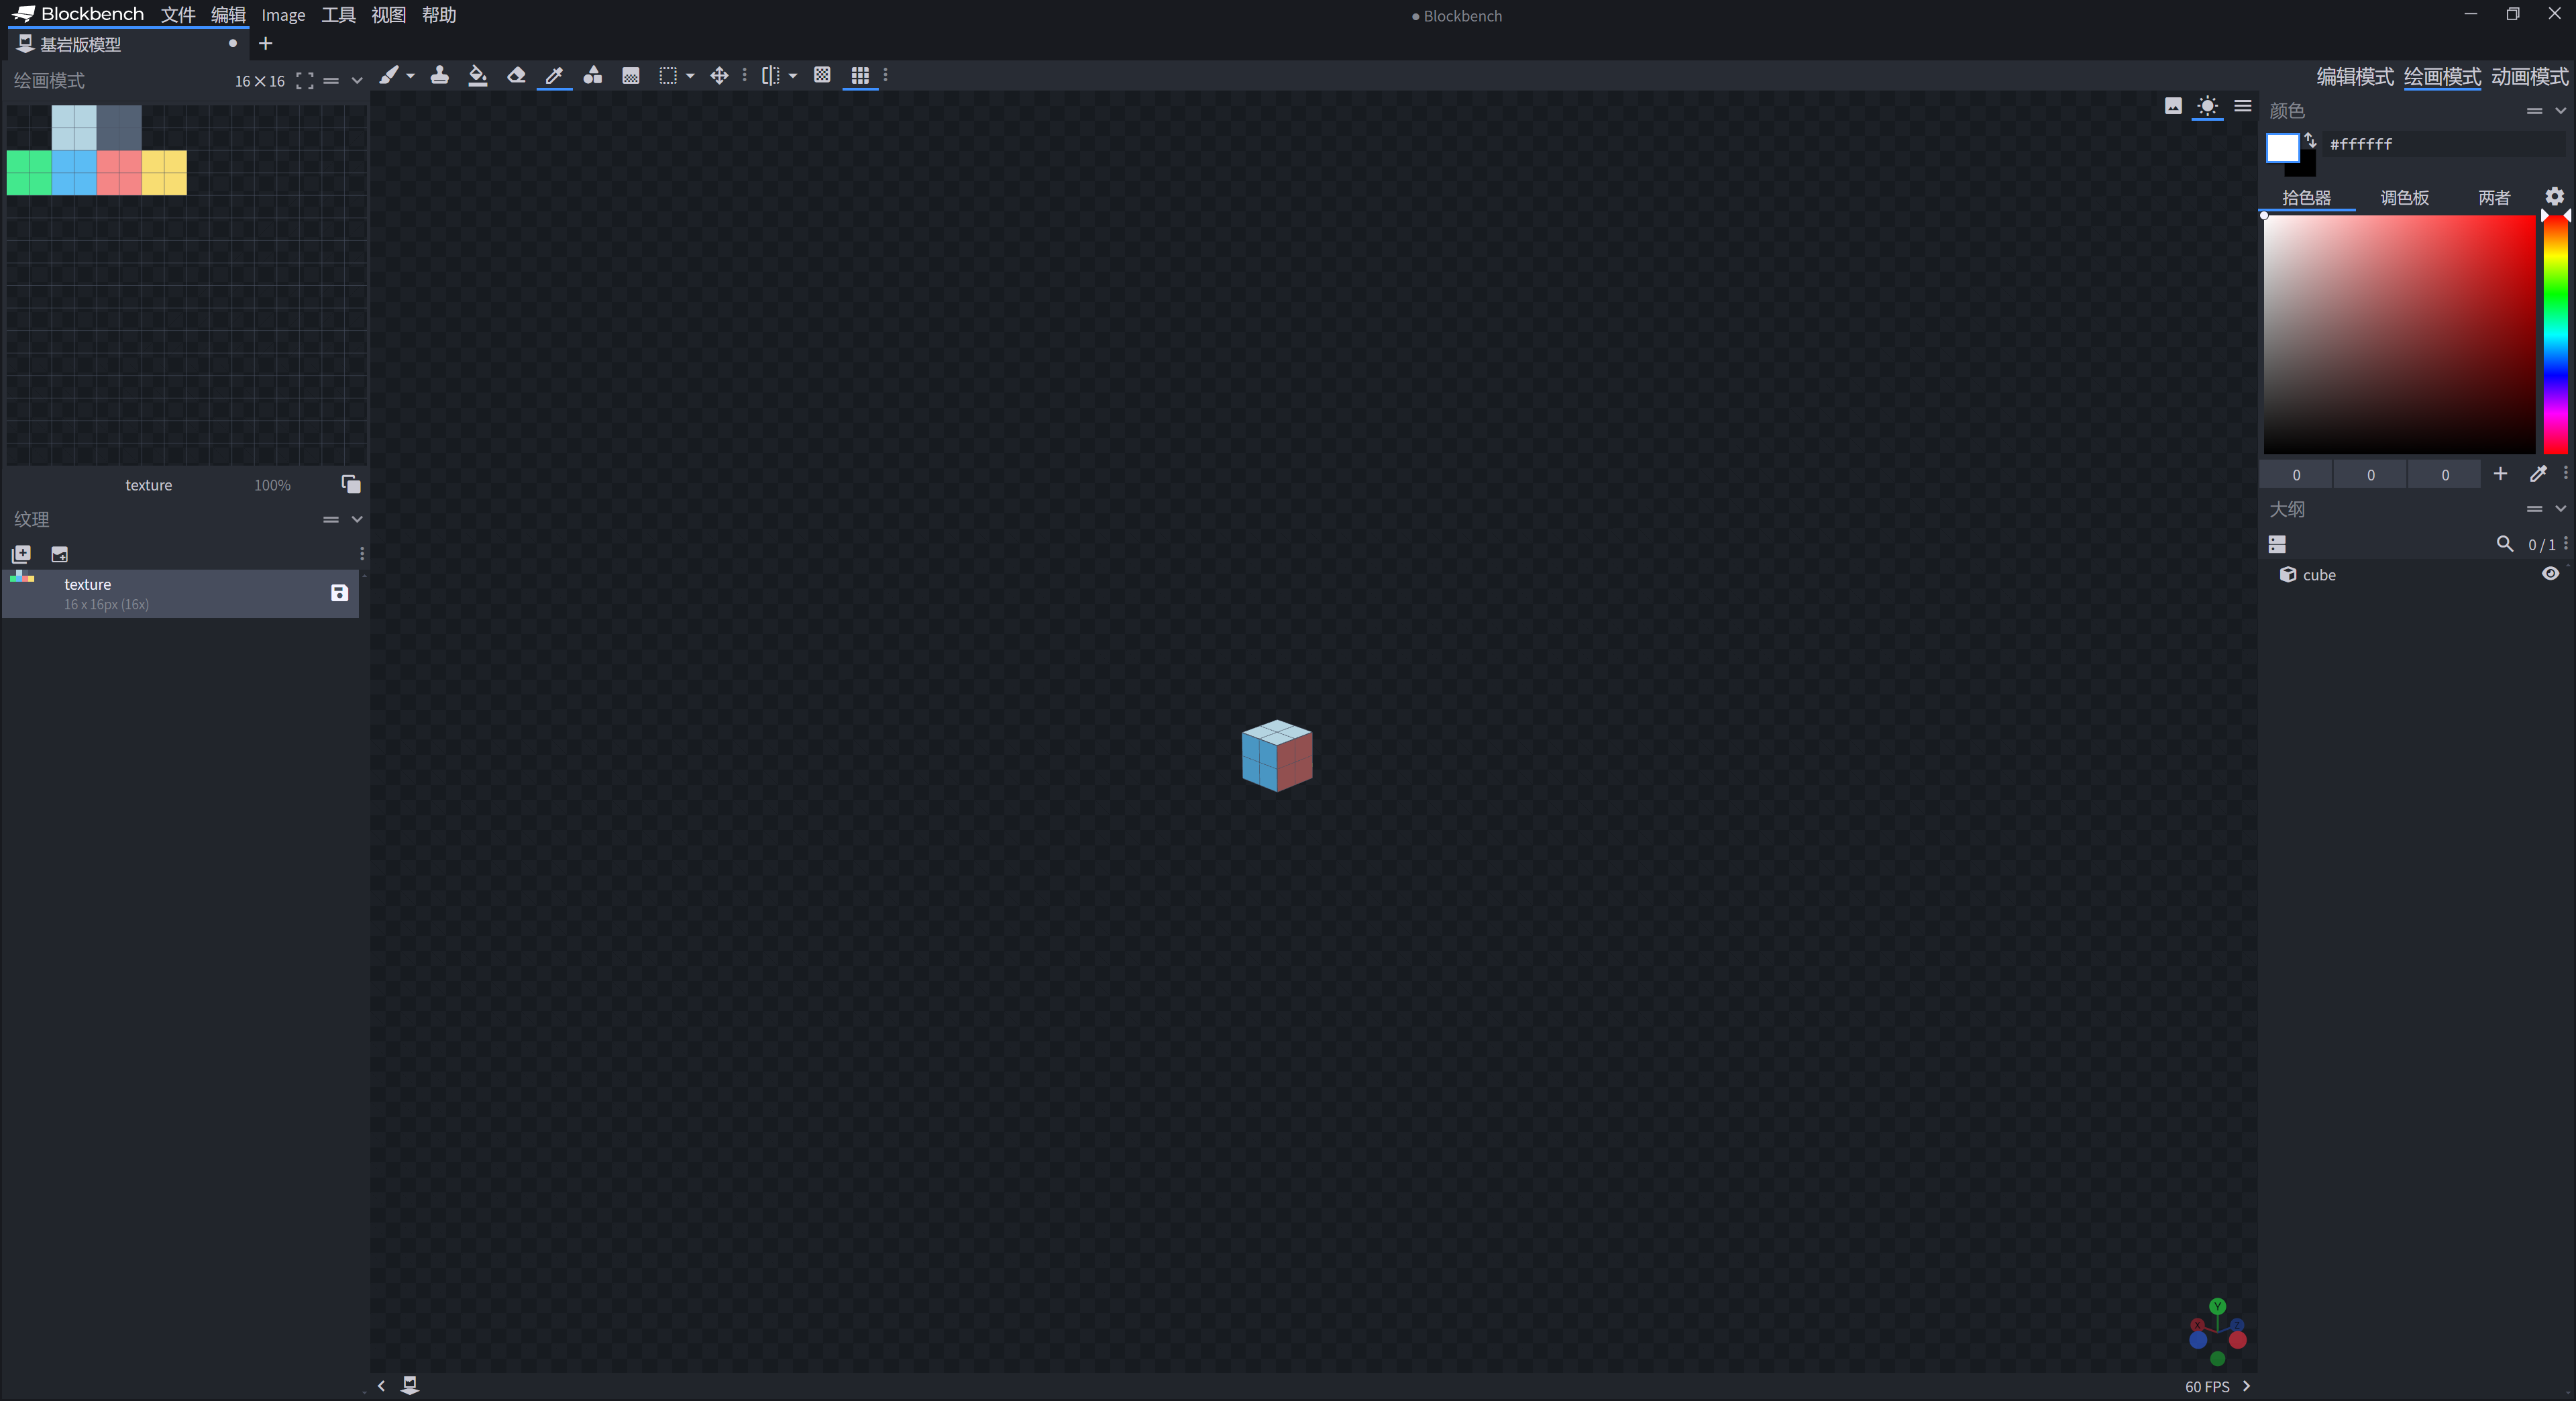 Blockbench 文件 编辑 Image 工具 视图 帮助
Blockbench
基岩版模型
绘画模式 16×16
编辑模式 绘画模式 动画模式
颜色
#ffffff
拾色器 调色板 两者
0 0 0
texture 100%
纹理
大纲
0 / 1
texture
16 x 16px (16x)
cube
Y
X Z
60 FPS